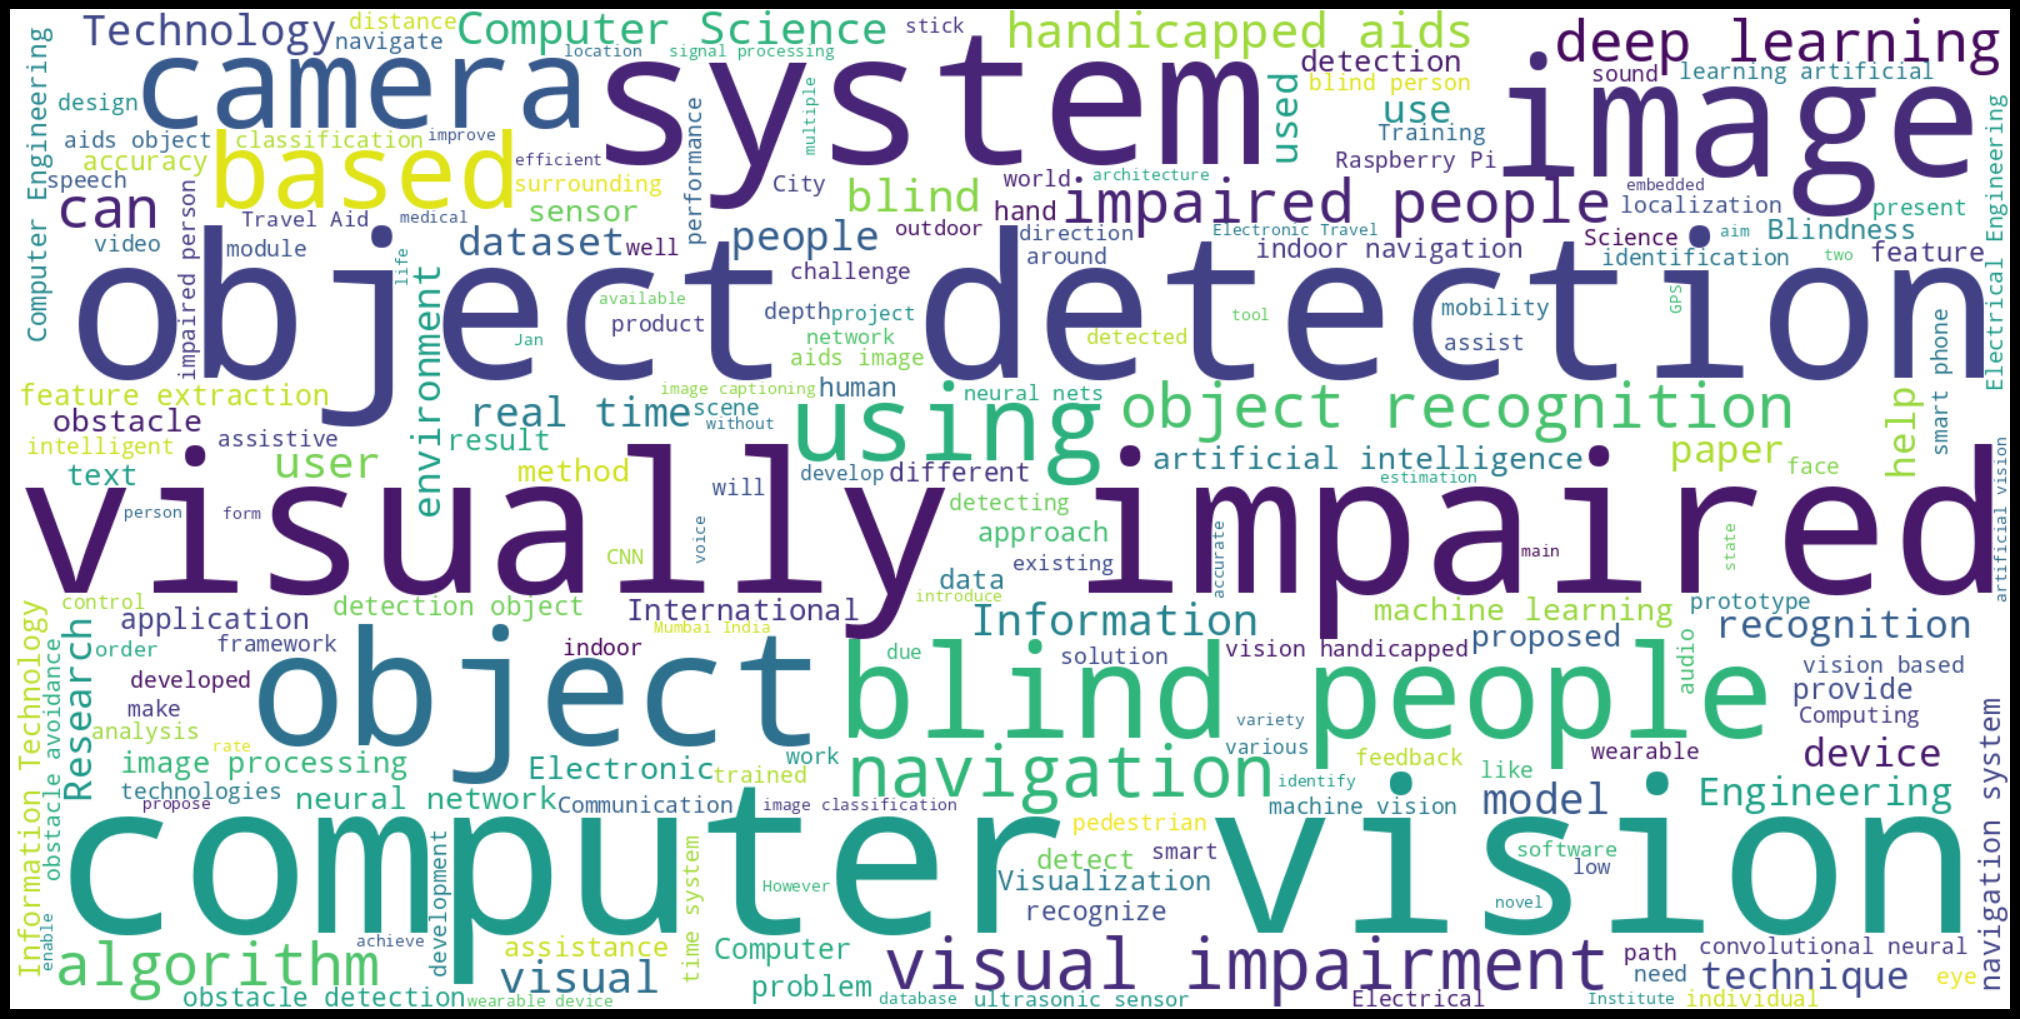 Technology
distance
navigate
Computer Science
stick
location
signal processing
handicapped aids
deep learning
Computer Engineering
design
camera
system
multiple
performance
used
detection
blind person
sound
learning artificial
image
use
Training
Raspberry Pi
Electrical Engineering
aids object
classification
improve
accuracy
based
efficient
surrounding
speech
can
impaired person
City
blind
world
architecture
impaired people
embedded
localization
present
Travel Aid
medical
sensor
hand
outdoor
direction
Electronic Travel
Science
aim
Blindness
video
module
life
dataset
well
people
around
indoor navigation
identification
two
feature
challenge
object detection
environment
available
product
Jan
depth
project
network
aids image
detected
tool
GPS
mobility
assist
smart phone
feature extraction
image captioning
human
neural nets
obstacle
real time
scene
without
using
object recognition
help
intelligent
assistive
result
text
user
method
develop
different
artificial intelligence
estimation
paper
face
artificial vision
will
visually impaired
person
form
CNN
voice
detecting
approach
existing
accurate
main
state
data
introduce
control
detection object
International
Information
machine learning
prototype
application
Mumbai India
proposed
recognition
Information Technology
obstacle avoidance
Research
order
framework
indoor
due
solution
vision handicapped
audio
vision based
developed
object
blind people
provide
make
Computing
analysis
rate
variety
various
navigation system
image processing
Electronic
trained
work
navigation
feedback
wearable
device
technologies
propose
neural network
Communication
image classification
identify
machine vision
like
model
Engineering
computer vision
pedestrian
detect
smart
software
low
Visualization
However
recognize
novel
development
time system
enable
achieve
algorithm
assistance
visual
Computer
visual impairment
path
convolutional neural
need
technique
eye
problem
obstacle detection
wearable device
database
ultrasonic sensor
Electrical
Institute
individual